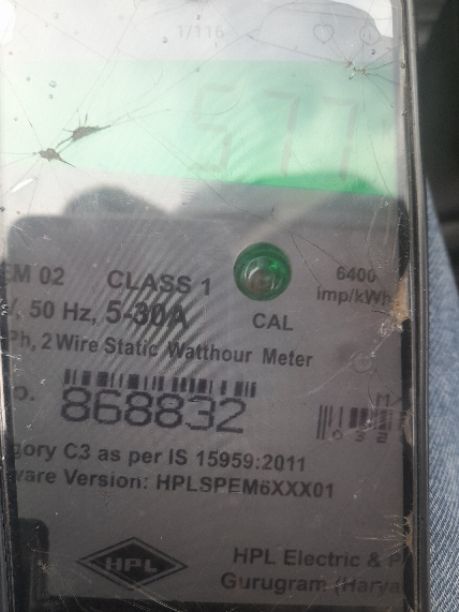 1/116
577
EM 02 CLASS 1
6400
imp/kWh
, 50 Hz, 5-30A
CAL
Ph, 2 Wire Static Watthour Meter
o. 868832
gory C3 as per IS 15959:2011
ware Version: HPLSPEM6XXX01
HPL
HPL Electric & P
Gurugram (Harya